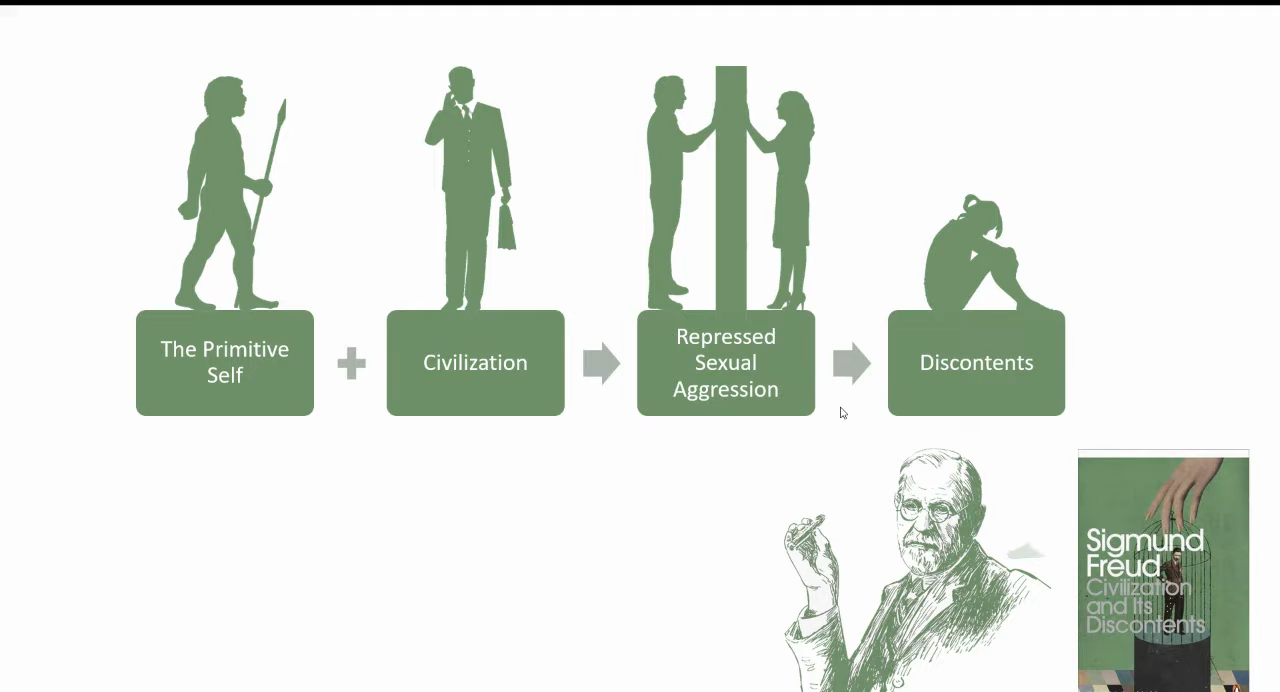 The Primitive
Self
Civilization
Repressed
Sexual
Aggression
Discontents
Sigmund
Freud
Civilization
and Its
Discontents